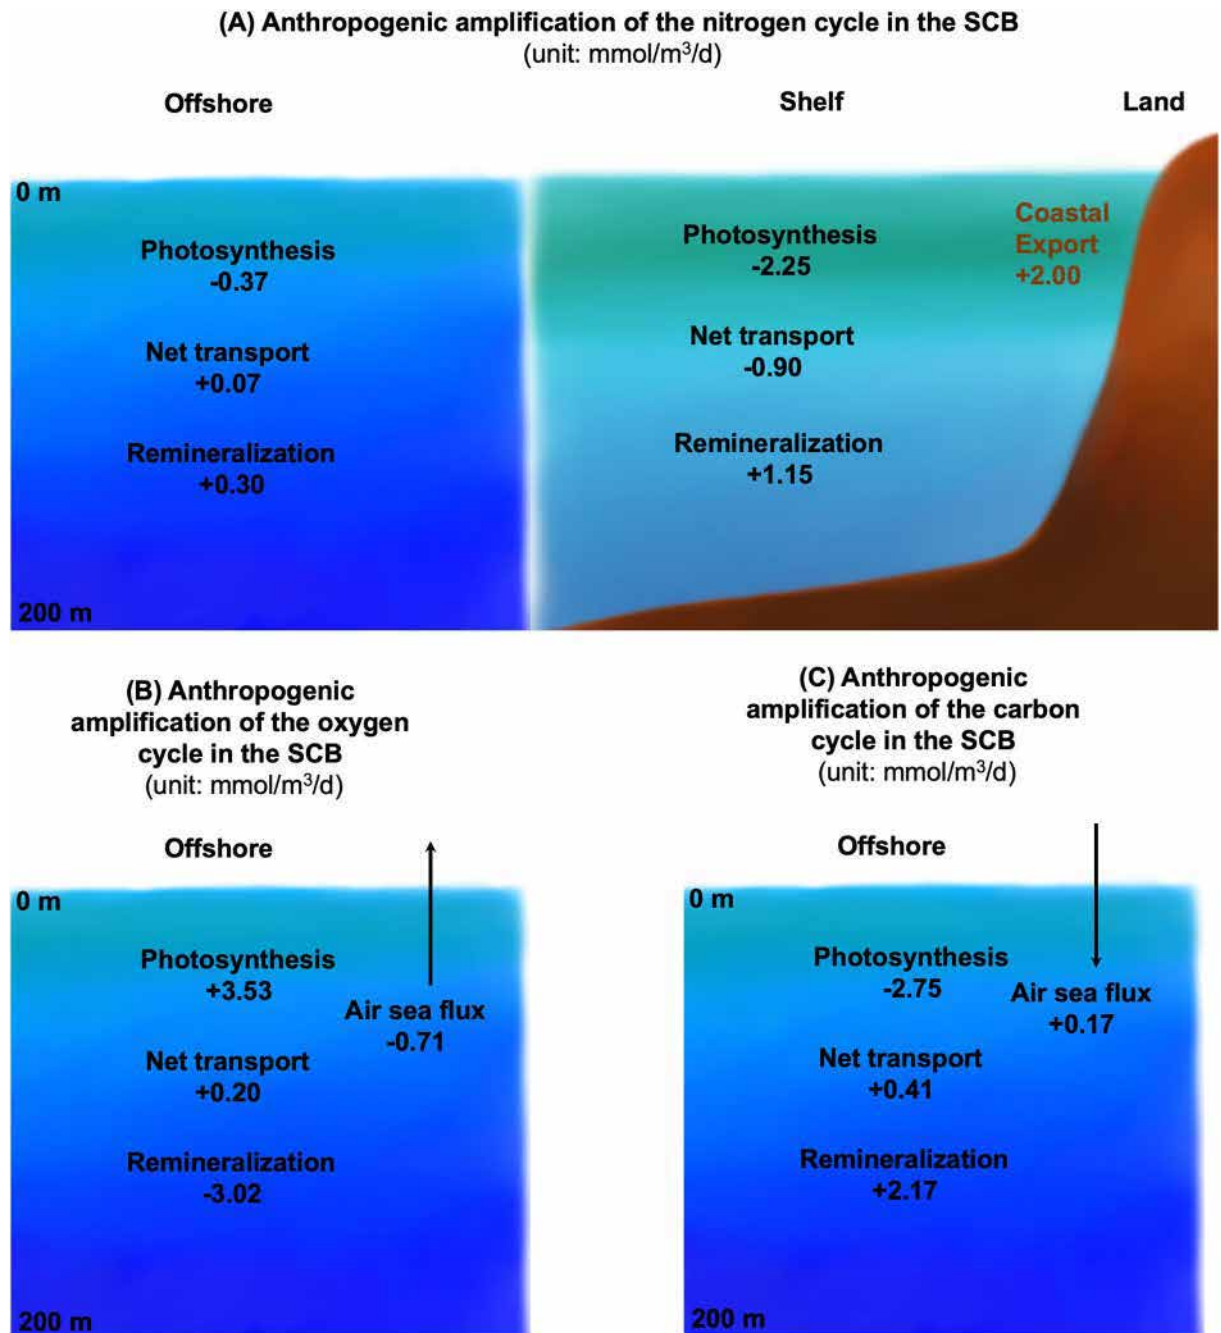 (A) Anthropogenic amplification of the nitrogen cycle in the SCB
(unit: mmol/m³/d)
Offshore
Shelf
Land
0 m
Photosynthesis
-0.37
Net transport
+0.07
Remineralization
+0.30
200 m
Photosynthesis
-2.25
Net transport
-0.90
Remineralization
+1.15
Coastal
Export
+2.00
(B) Anthropogenic
amplification of the oxygen
cycle in the SCB
(unit: mmol/m³/d)
Offshore
0 m
Photosynthesis
+3.53
Air sea flux
-0.71
Net transport
+0.20
Remineralization
-3.02
200 m
(C) Anthropogenic
amplification of the carbon
cycle in the SCB
(unit: mmol/m³/d)
Offshore
0 m
Photosynthesis
-2.75
Air sea flux
+0.17
Net transport
+0.41
Remineralization
+2.17
200 m